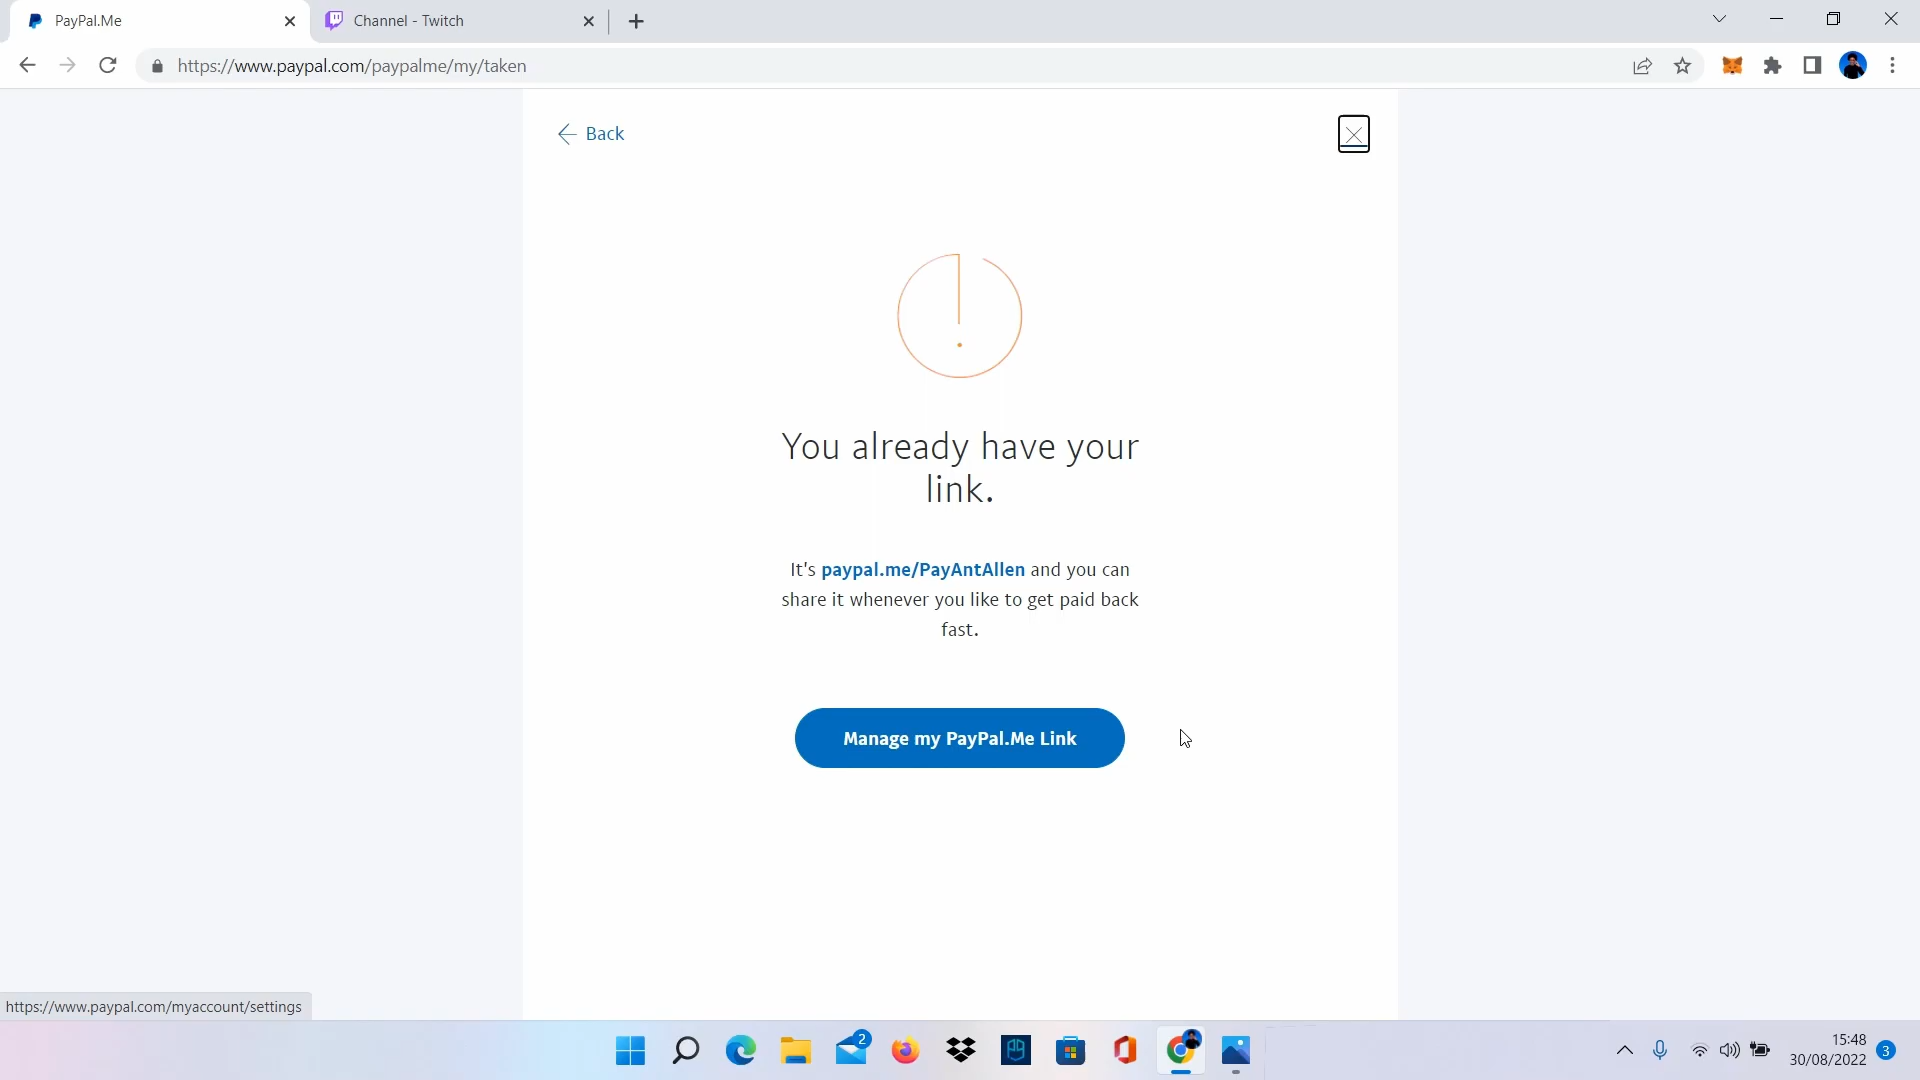 PayPal.Me
Channel - Twitch
https://www.paypal.com/paypalme/my/taken
Back
You already have your
link.
It's paypal.me/PayAntAllen and you can
share it whenever you like to get paid back
fast.
Manage my PayPal.Me Link
https://www.paypal.com/myaccount/settings
2
15:48
30/08/2022
3